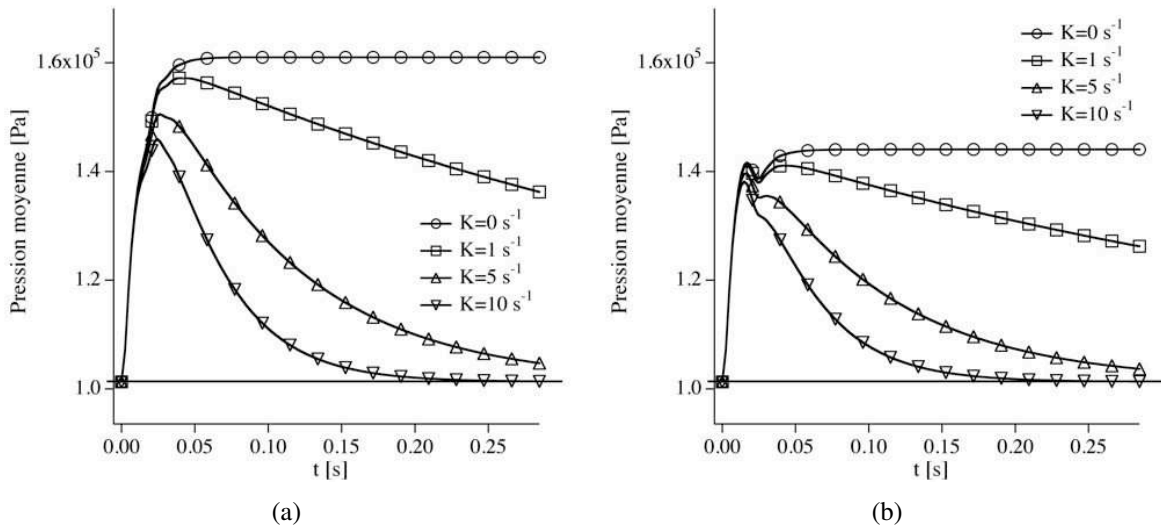 Pression moyenne [Pa]
1.6x10⁵
1.4
1.2
1.0
0.00 0.05 0.10 0.15 0.20 0.25
t [s]
K=0 s⁻¹
K=1 s⁻¹
K=5 s⁻¹
K=10 s⁻¹
(a)
Pression moyenne [Pa]
1.6x10⁵
1.4
1.2
1.0
0.00 0.05 0.10 0.15 0.20 0.25
t [s]
K=0 s⁻¹
K=1 s⁻¹
K=5 s⁻¹
K=10 s⁻¹
(b)